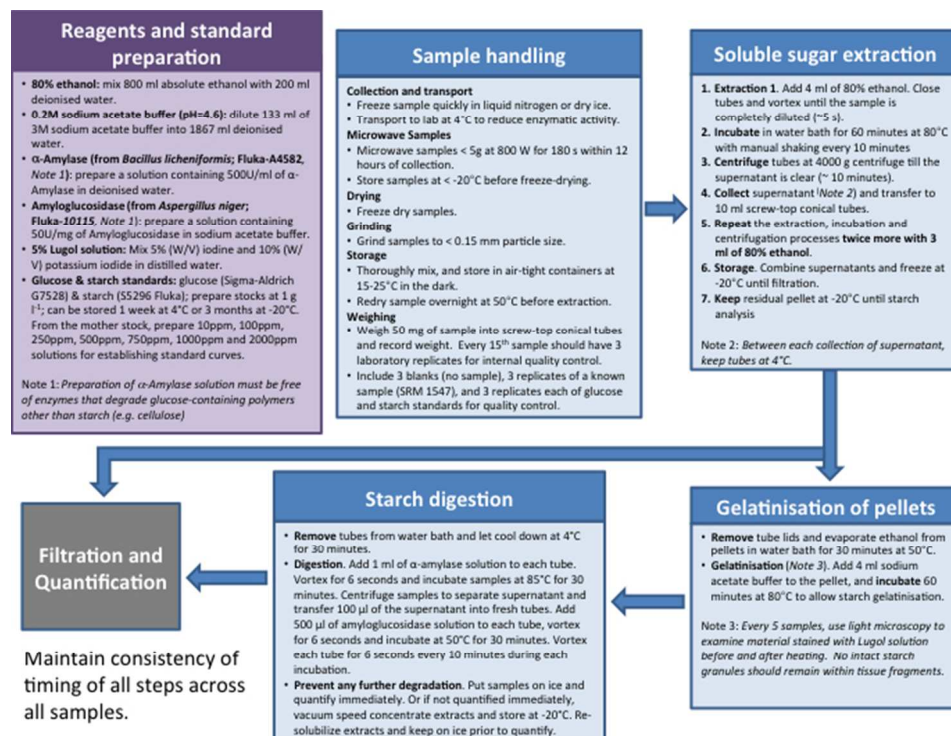 Reagents and standard
preparation
• 80% ethanol: mix 800 ml absolute ethanol with 200 ml
deionised water.
• 0.2M sodium acetate buffer (pH=4.6): dilute 133 ml of
3M sodium acetate buffer into 1867 ml deionised
water.
• α-Amylase (from Bacillus licheniformis; Fluka-A4582,
Note 1): prepare a solution containing 500U/ml of α-
Amylase in deionised water.
• Amyloglucosidase (from Aspergillus niger;
Fluka-10115, Note 1): prepare a solution containing
50U/mg of Amyloglucosidase in sodium acetate buffer.
• 5% Lugol solution: Mix 5% (W/V) iodine and 10% (W/
V) potassium iodide in distilled water.
• Glucose & starch standards: glucose (Sigma-Aldrich
G7528) & starch (S5296 Fluka); prepare stocks at 1 g
l⁻¹; can be stored 1 week at 4°C or 3 months at -20°C.
From the mother stock, prepare 10ppm, 100ppm,
250ppm, 500ppm, 750ppm, 1000ppm and 2000ppm
solutions for establishing standard curves.
Note 1: Preparation of α-Amylase solution must be free
of enzymes that degrade glucose-containing polymers
other than starch (e.g. cellulose)
Sample handling
Collection and transport
• Freeze sample quickly in liquid nitrogen or dry ice.
• Transport to lab at 4°C to reduce enzymatic activity.
Microwave Samples
• Microwave samples < 5g at 800 W for 180 s within 12
hours of collection.
• Store samples at < -20°C before freeze-drying.
Drying
• Freeze dry samples.
Grinding
• Grind samples to < 0.15 mm particle size.
Storage
• Thoroughly mix, and store in air-tight containers at
15-25°C in the dark.
• Redry sample overnight at 50°C before extraction.
Weighing
• Weigh 50 mg of sample into screw-top conical tubes
and record weight. Every 15th sample should have 3
laboratory replicates for internal quality control.
• Include 3 blanks (no sample), 3 replicates of a known
sample (SRM 1547), and 3 replicates each of glucose
and starch standards for quality control.
Soluble sugar extraction
1. Extraction 1. Add 4 ml of 80% ethanol. Close
tubes and vortex until the sample is
completely diluted (~5 s).
2. Incubate in water bath for 60 minutes at 80°C
with manual shaking every 10 minutes
3. Centrifuge tubes at 4000 g centrifuge till the
supernatant is clear (~ 10 minutes).
4. Collect supernatant (Note 2) and transfer to
10 ml screw-top conical tubes.
5. Repeat the extraction, incubation and
centrifugation processes twice more with 3
ml of 80% ethanol.
6. Storage. Combine supernatants and freeze at
-20°C until filtration.
7. Keep residual pellet at -20°C until starch
analysis
Note 2: Between each collection of supernatant,
keep tubes at 4°C.
Gelatinisation of pellets
• Remove tube lids and evaporate ethanol from
pellets in water bath for 30 minutes at 50°C.
• Gelatinisation (Note 3). Add 4 ml sodium
acetate buffer to the pellet, and incubate 60
minutes at 80°C to allow starch gelatinisation.
Note 3: Every 5 samples, use light microscopy to
examine material stained with Lugol solution
before and after heating. No intact starch
granules should remain within tissue fragments.
Starch digestion
• Remove tubes from water bath and let cool down at 4°C
for 30 minutes.
• Digestion. Add 1 ml of α-amylase solution to each tube.
Vortex for 6 seconds and incubate samples at 85°C for 30
minutes. Centrifuge samples to separate supernatant and
transfer 100 µl of the supernatant into fresh tubes. Add
500 µl of amyloglucosidase solution to each tube, vortex
for 6 seconds and incubate at 50°C for 30 minutes. Vortex
each tube for 6 seconds every 10 minutes during each
incubation.
• Prevent any further degradation. Put samples on ice and
quantify immediately. Or if not quantified immediately,
vacuum speed concentrate extracts and store at -20°C. Re-
solubilize extracts and keep on ice prior to quantify.
Filtration and
Quantification
Maintain consistency of
timing of all steps across
all samples.